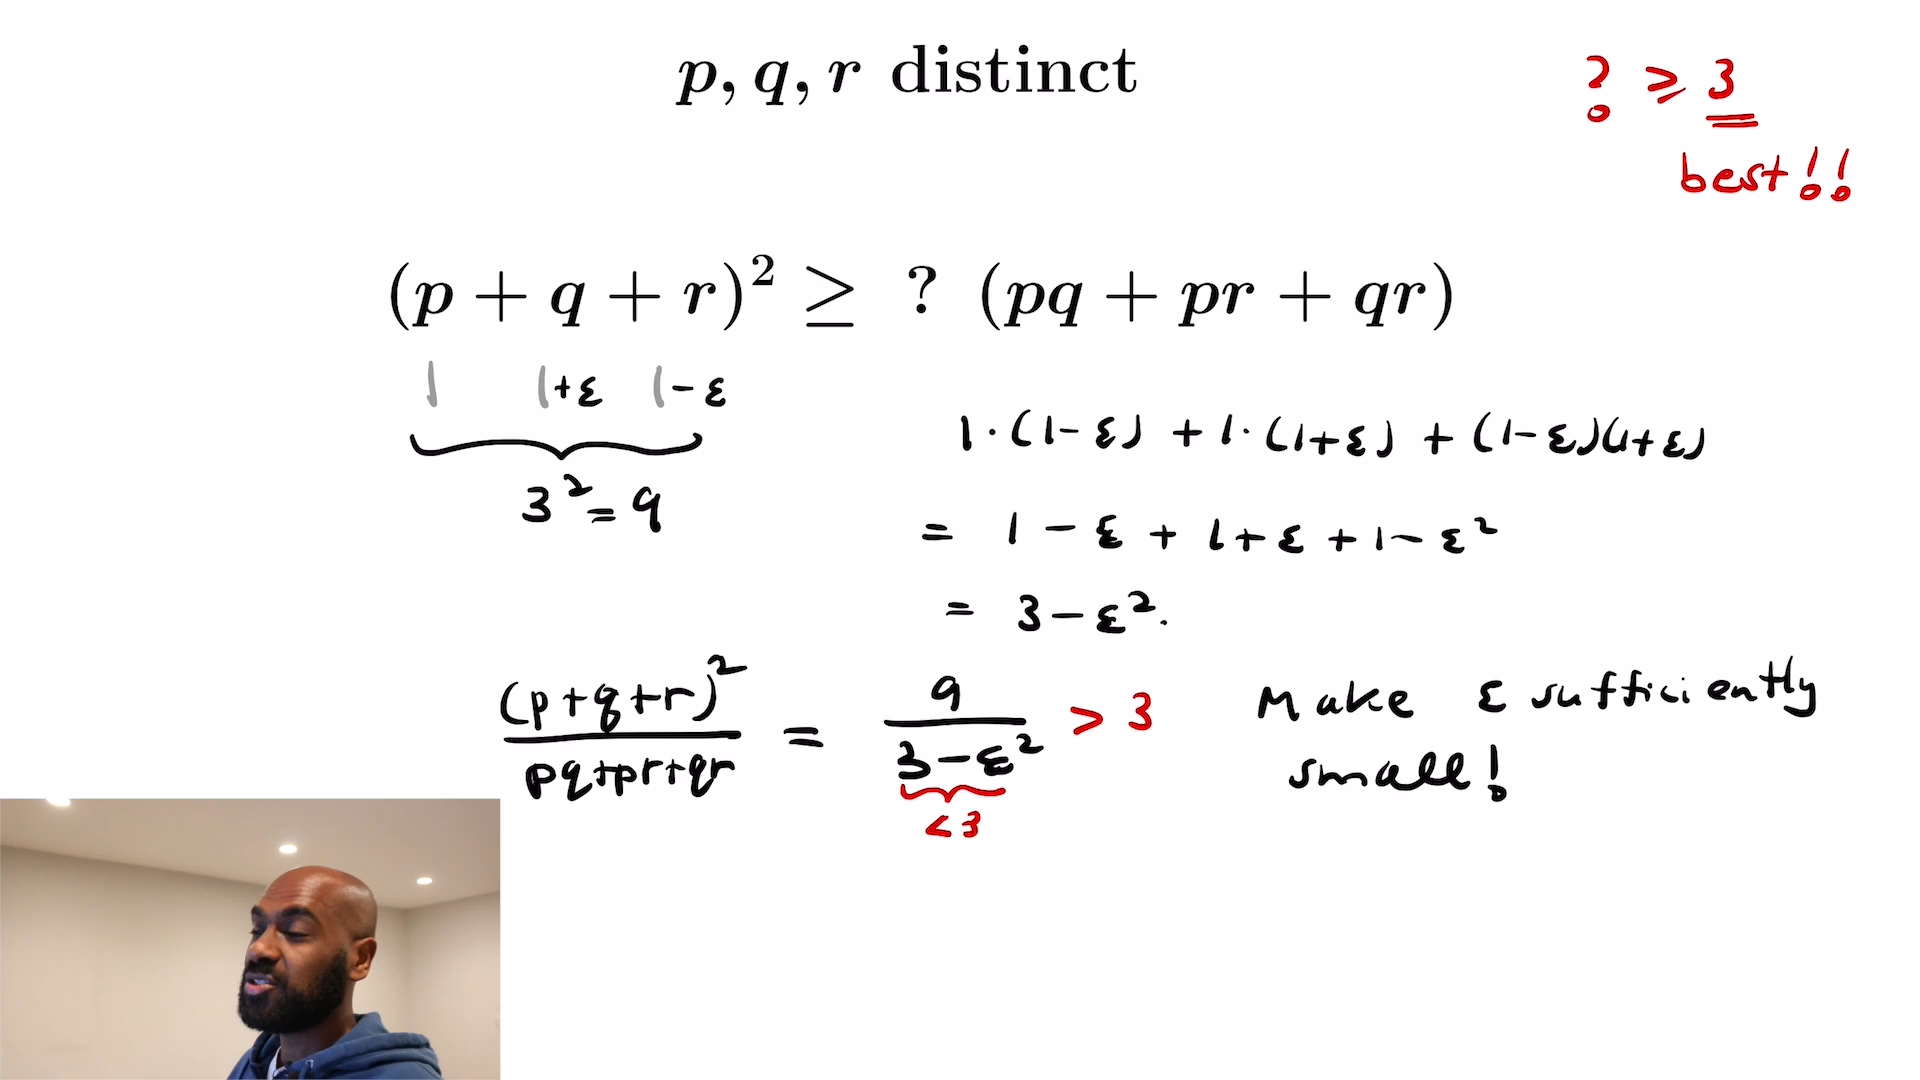 p, q, r distinct
? ≥ 3
best!!
(p + q + r)² ≥ ? (pq + pr + qr)
1 1+ε 1-ε
3² = 9
1·(1-ε) + 1·(1+ε) + (1-ε)(1+ε)
= 1 - ε + 1+ε + 1 - ε²
= 3 - ε².
(p+q+r)² / pq+pr+qr = 9 / 3-ε² > 3
<3
Make ε sufficiently
small!